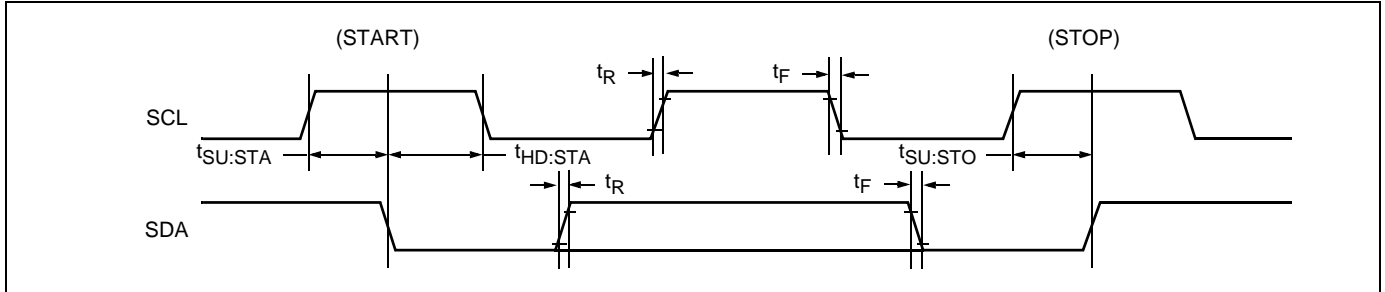 (START) (STOP)
tR tF
SCL
tSU:STA tHD:STA tSU:STO
tR tF
SDA